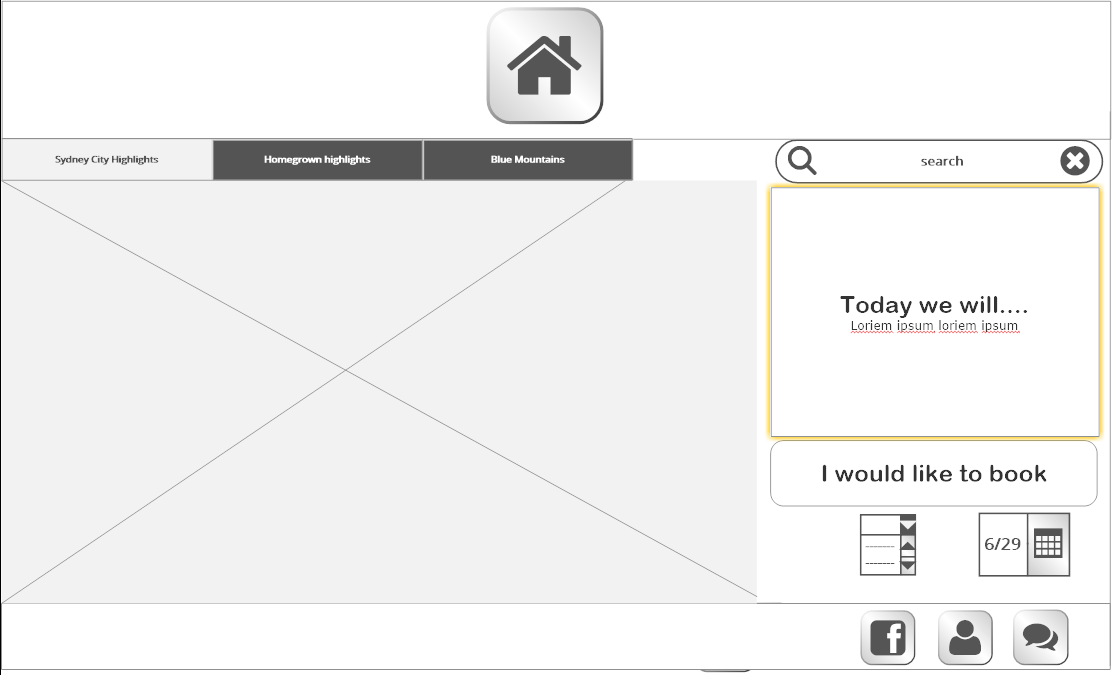 Sydney City Highlights
Homegrown highlights
Blue Mountains
search
Today we will....
Loriem ipsum loriem ipsum
I would like to book
6/29